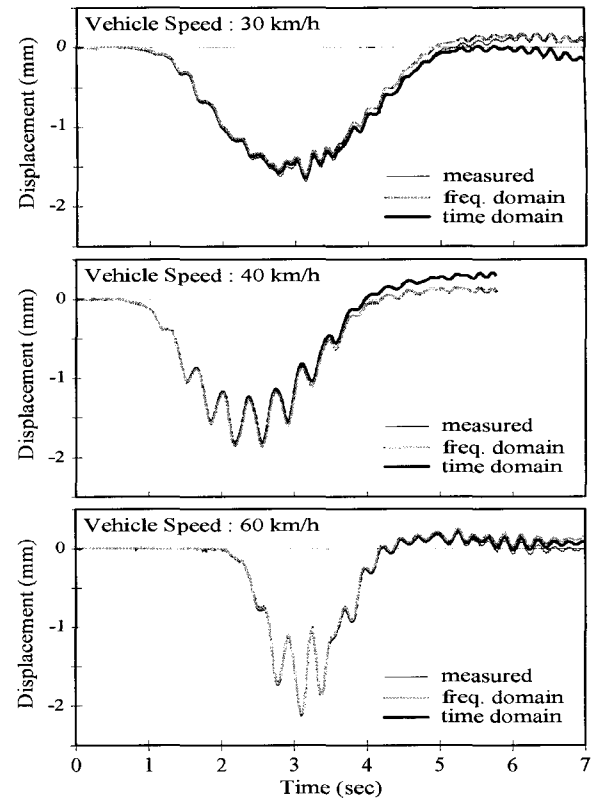 Vehicle Speed : 30 km/h
Displacement (mm)
0
-1
-2
measured
freq. domain
time domain
Vehicle Speed : 40 km/h
Displacement (mm)
0
-1
-2
measured
freq. domain
time domain
Vehicle Speed : 60 km/h
Displacement (mm)
0
-1
-2
measured
freq. domain
time domain
0 1 2 3 4 5 6 7
Time (sec)